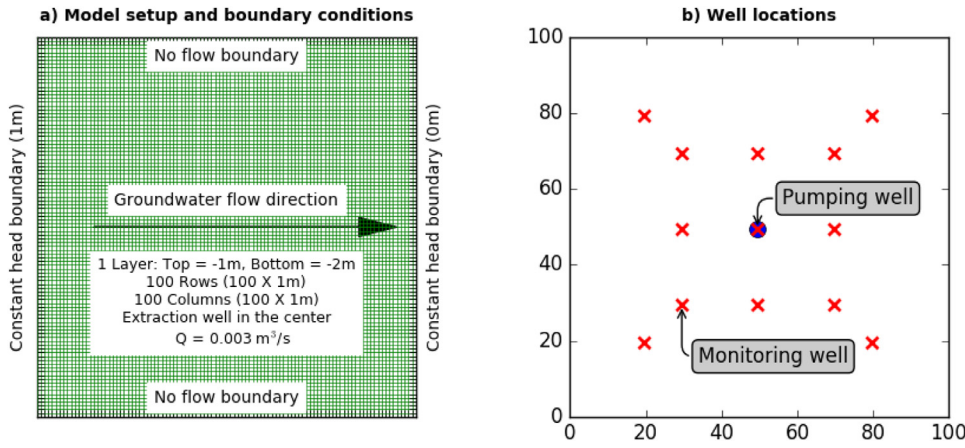 a) Model setup and boundary conditions
No flow boundary
Constant head boundary (1m)
Groundwater flow direction
1 Layer: Top = -1m, Bottom = -2m
100 Rows (100 X 1m)
100 Columns (100 X 1m)
Extraction well in the center
Q = 0.003 m³/s
No flow boundary
Constant head boundary (0m)
b) Well locations
100
80
60
40
20
0
Pumping well
Monitoring well
0 20 40 60 80 100